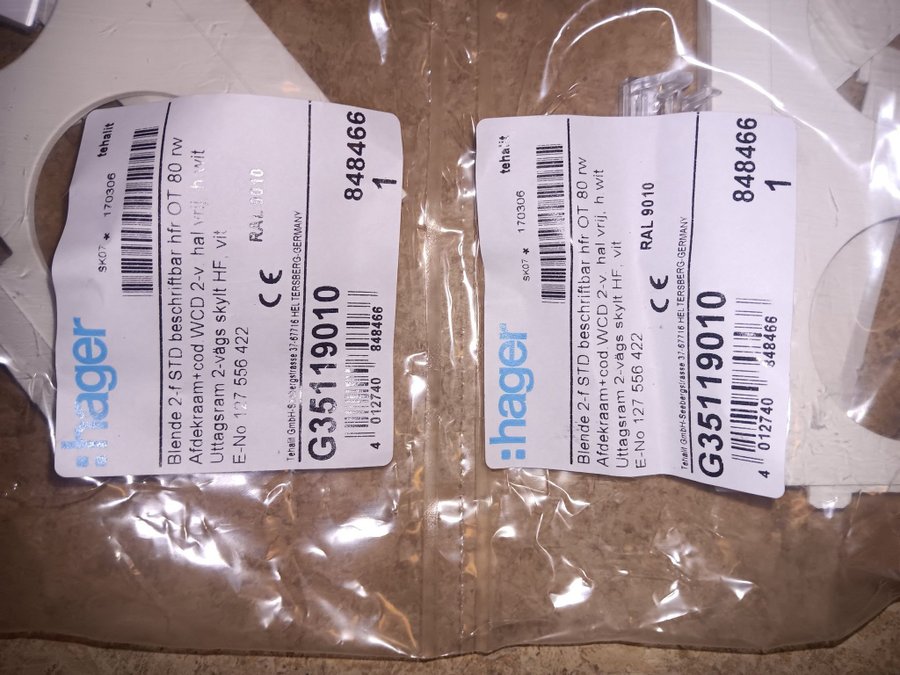 :hager
SK07 * 170306 tehalit
Blende 2-f STD beschriftbar hfr OT 80 rw
Afdekraam+cod WCD 2-v. hal vrij, h wit
Uttagsram 2-vägs skylt HF, vit
E-No 127 556 422
RAL 9010
CE
Tehalit GmbH-Seebergstrasse 37-67716 HELTERSBERG-GERMANY
G35119010
848466
1
4 012740 848466
:hager
SK07 * 170306 tehalit
Blende 2-f STD beschriftbar hfr OT 80 rw
Afdekraam+cod WCD 2-v. hal vrij, h wit
Uttagsram 2-vägs skylt HF, vit
E-No 127 556 422
RAL 9010
CE
Tehalit GmbH-Seebergstrasse 37-67716 HELTERSBERG-GERMANY
G35119010
848466
1
4 012740 848466